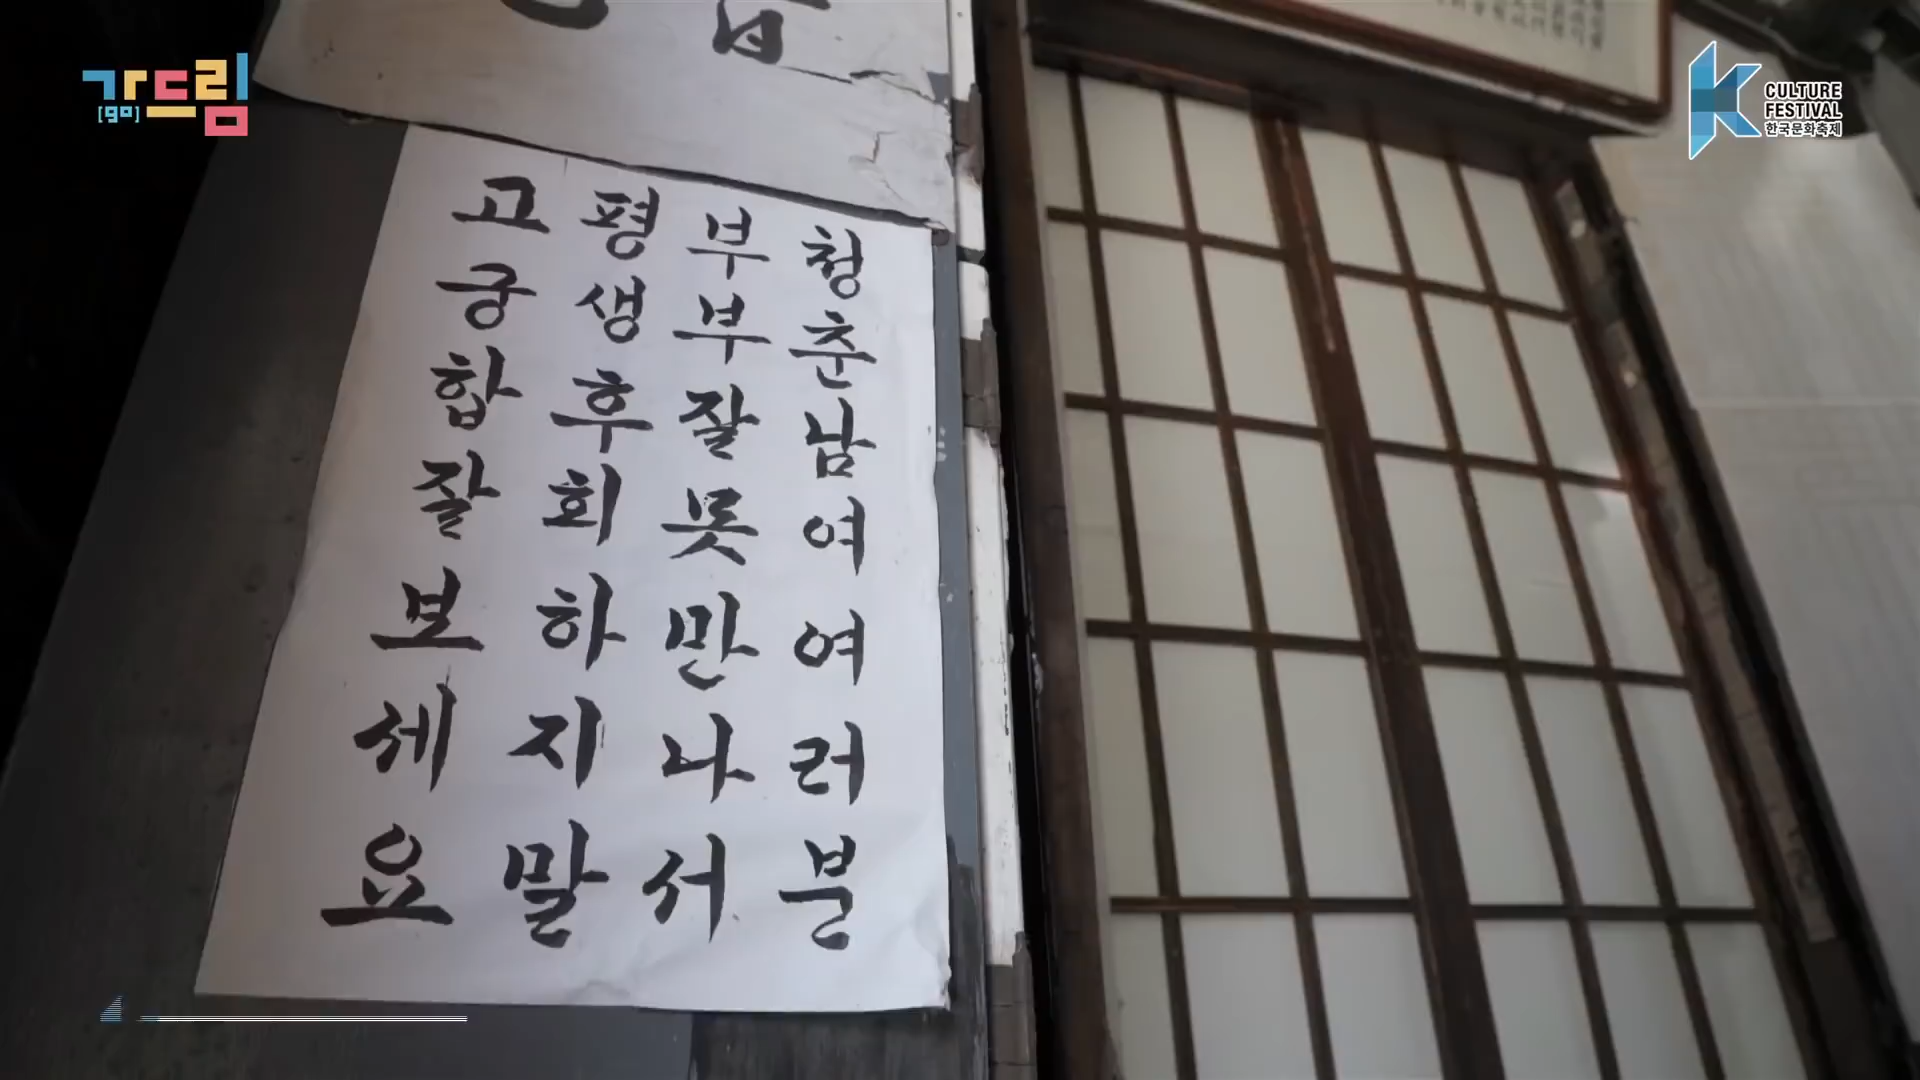 가드림
[go]
CULTURE
FESTIVAL
한국문화축제
청춘남여여러분
부부잘못만나서
평생후회하지말
고궁합잘보세요